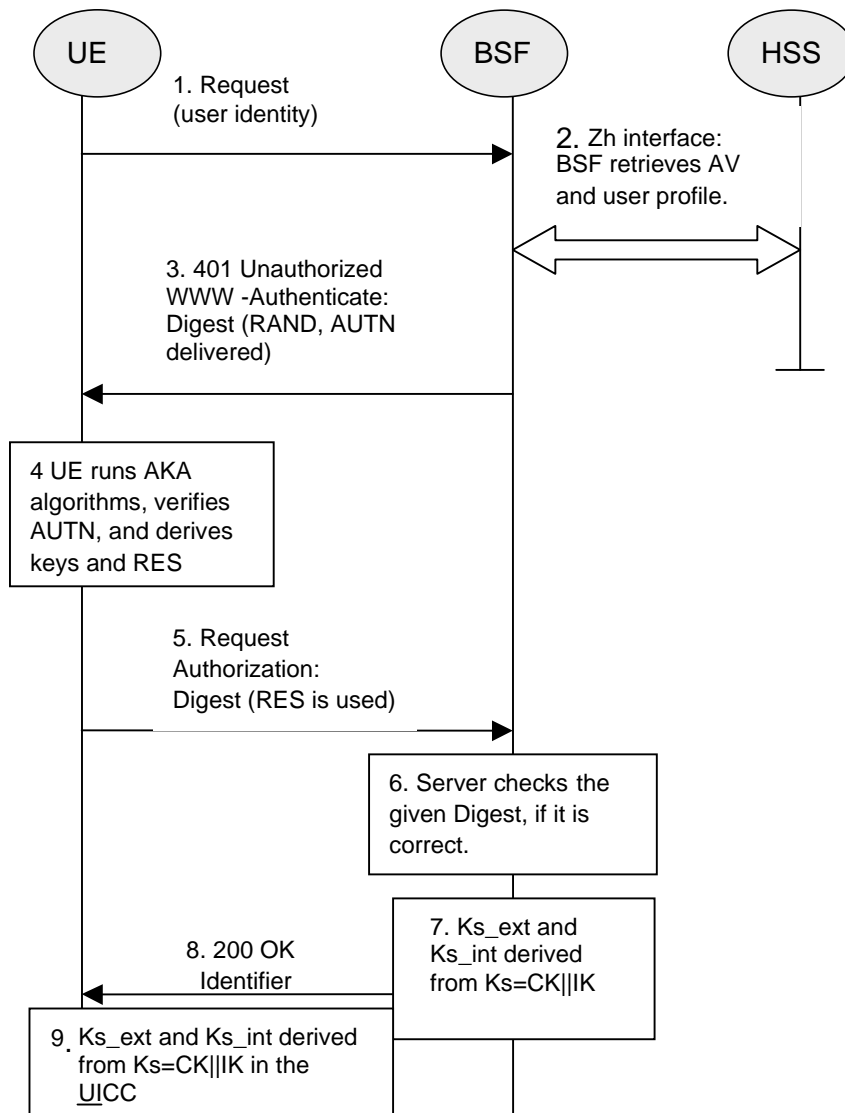 UE
BSF
HSS
1. Request
(user identity)
2. Zh interface:
BSF retrieves AV
and user profile.
3. 401 Unauthorized
WWW -Authenticate:
Digest (RAND, AUTN
delivered)
4 UE runs AKA
algorithms, verifies
AUTN, and derives
keys and RES
5. Request
Authorization:
Digest (RES is used)
6. Server checks the
given Digest, if it is
correct.
7. Ks_ext and
Ks_int derived
from Ks=CK||IK
8. 200 OK
Identifier
9. Ks_ext and Ks_int derived
from Ks=CK||IK in the
UICC